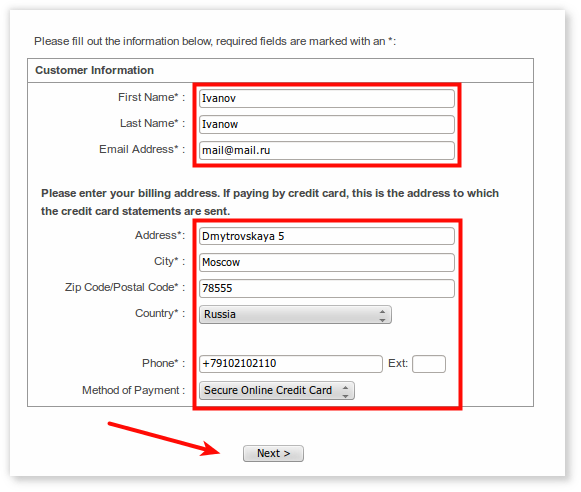 Please fill out the information below, required fields are marked with an *:
Customer Information
First Name* : Ivanov
Last Name* : Ivanow
Email Address* : mail@mail.ru
Please enter your billing address. If paying by credit card, this is the address to which
the credit card statements are sent.
Address*: Dmytrovskaya 5
City* : Moscow
Zip Code/Postal Code* : 78555
Country* : Russia
Phone* : +79102102110 Ext:
Method of Payment : Secure Online Credit Card
Next >